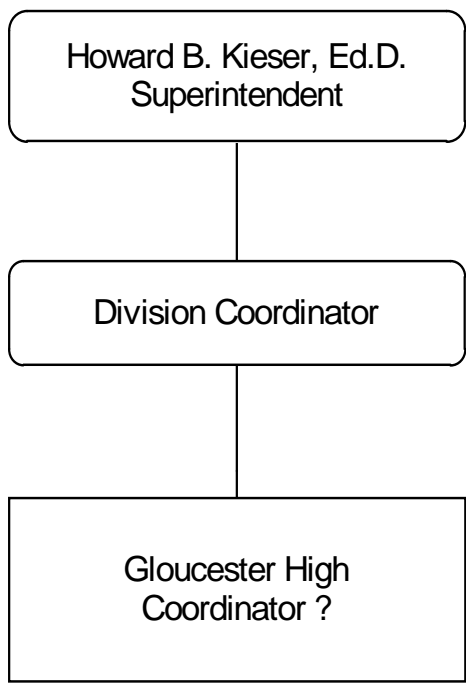 Howard B. Kieser, Ed.D.
Superintendent
Division Coordinator
Gloucester High
Coordinator ?